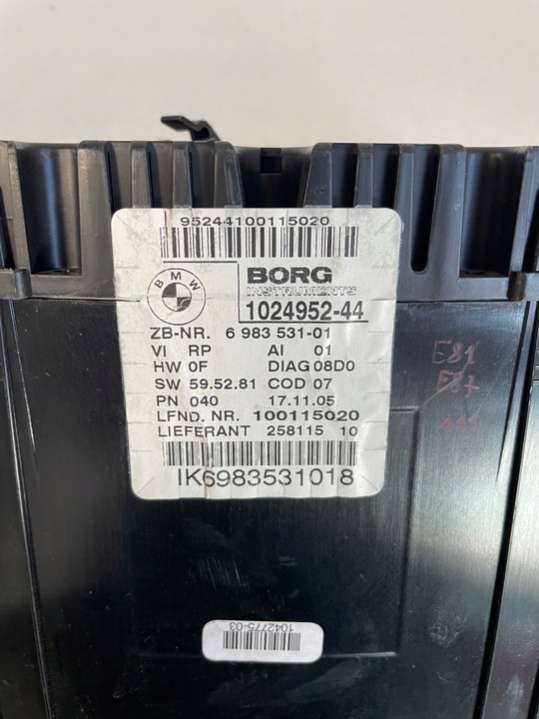 95244100115020
BMW
BORG
INSTRUMENTS
1024952-44
ZB-NR. 6 983 531-01
VI RP AI 01
HW 0F DIAG 08D0
SW 59.52.81 COD 07
PN 040 17.11.05
LFND. NR. 100115020
LIEFERANT 258115 10
IK6983531018
E81
E87
1042775-03